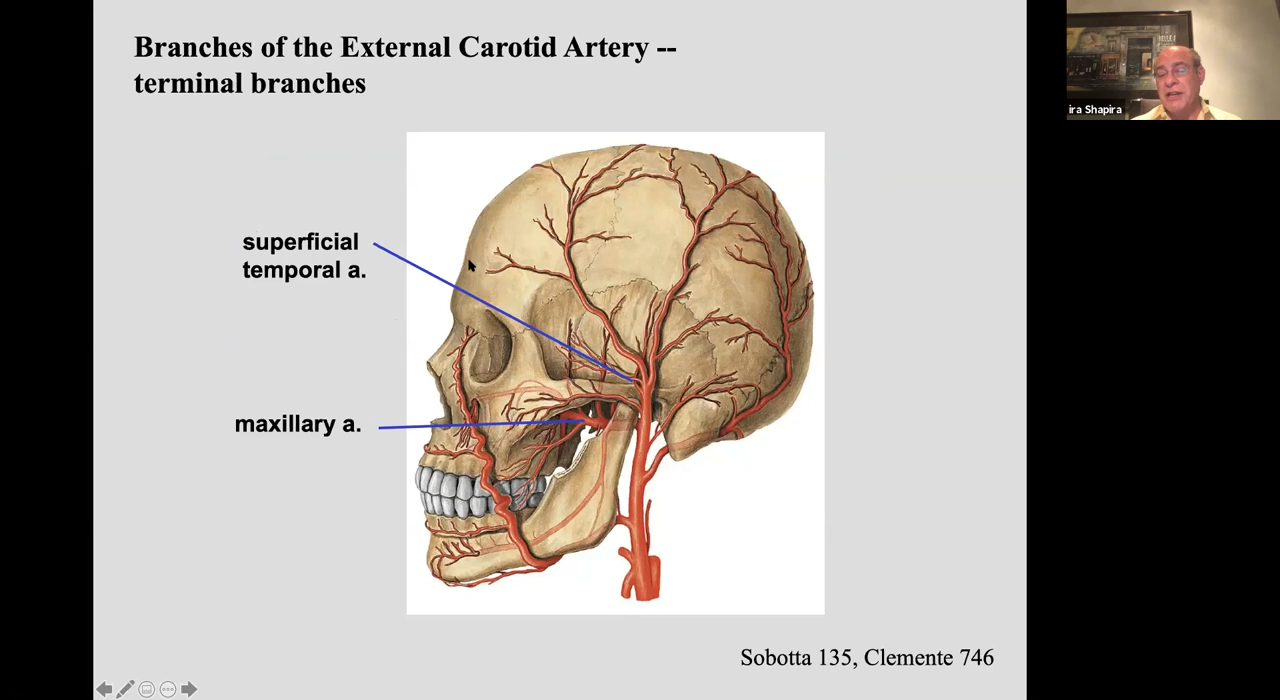 Branches of the External Carotid Artery --
terminal branches
superficial
temporal a.
maxillary a.
Sobotta 135, Clemente 746
ira Shapira